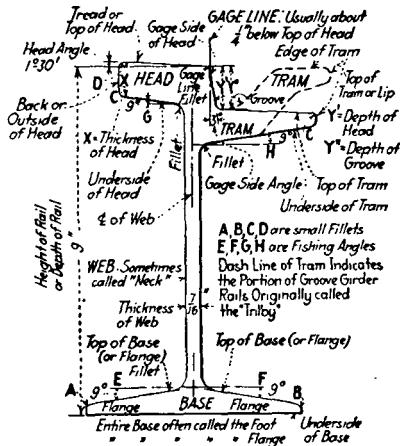 Tread or
Top of Head
Gage Side
of Head
GAGE LINE: Usually about
1/4" below Top of Head
Edge of Tram
Head Angle
1°30'
HEAD
Gage
Line
Fillet
Y'
Y"
TRAM
Top of
Tram or Lip
D
X
C
9°
G
Groove
3"
TRAM
9°
C
H
Back or
Outside
of Head
X=Thickness
of Head
Y'=Depth of
Head
Y"=Depth of
Groove
Fillet
Fillet
Underside
of Head
Gage Side Angle
Top of Tram
Underside of Tram
℄ of Web
A,B,C,D are small Fillets
E,F,G,H are Fishing Angles
Dash Line of Tram Indicates
the Portion of Groove Girder
Rails Originally called
the "Trilby"
Height of Rail
or Depth of Rail
9"
WEB-Sometimes
called "Neck"
Thickness
of Web
7/16"
Top of Base
(or Flange)
Fillet
Top of Base (or Flange)
A
9°
E
F
9°
B
Flange
BASE
Flange
Underside
of Base
Entire Base often called the Foot
" " " " " Flange